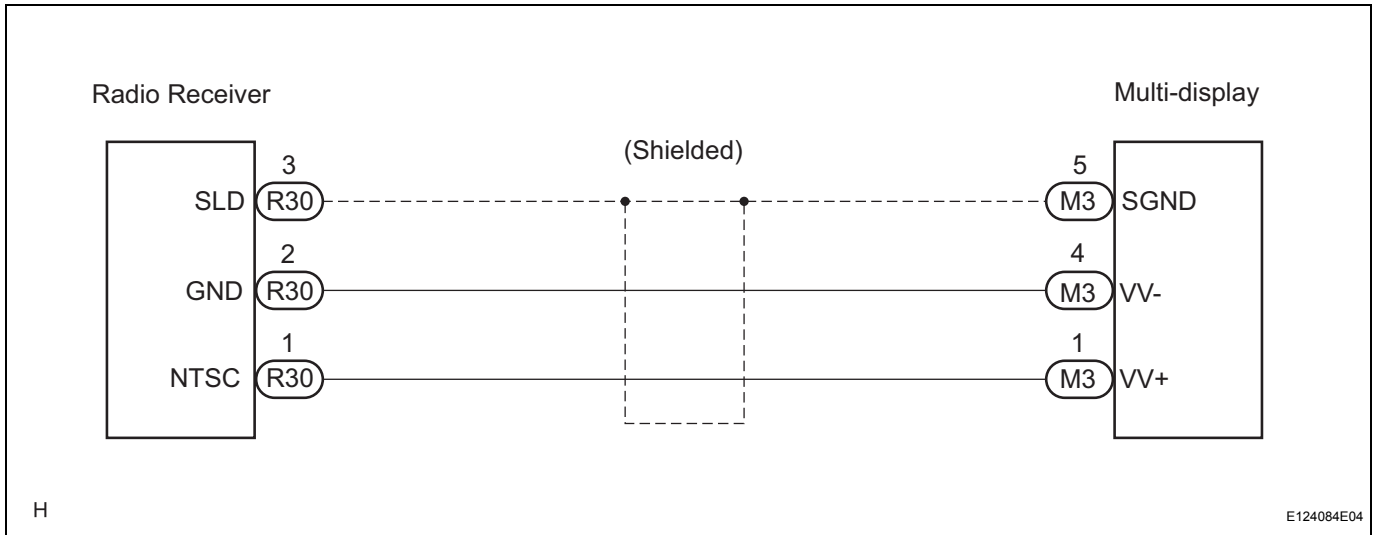 Radio Receiver
Multi-display
(Shielded)
3
5
SLD
R30
M3
SGND
2
4
GND
R30
M3
VV-
1
1
NTSC
R30
M3
VV+
H
E124084E04